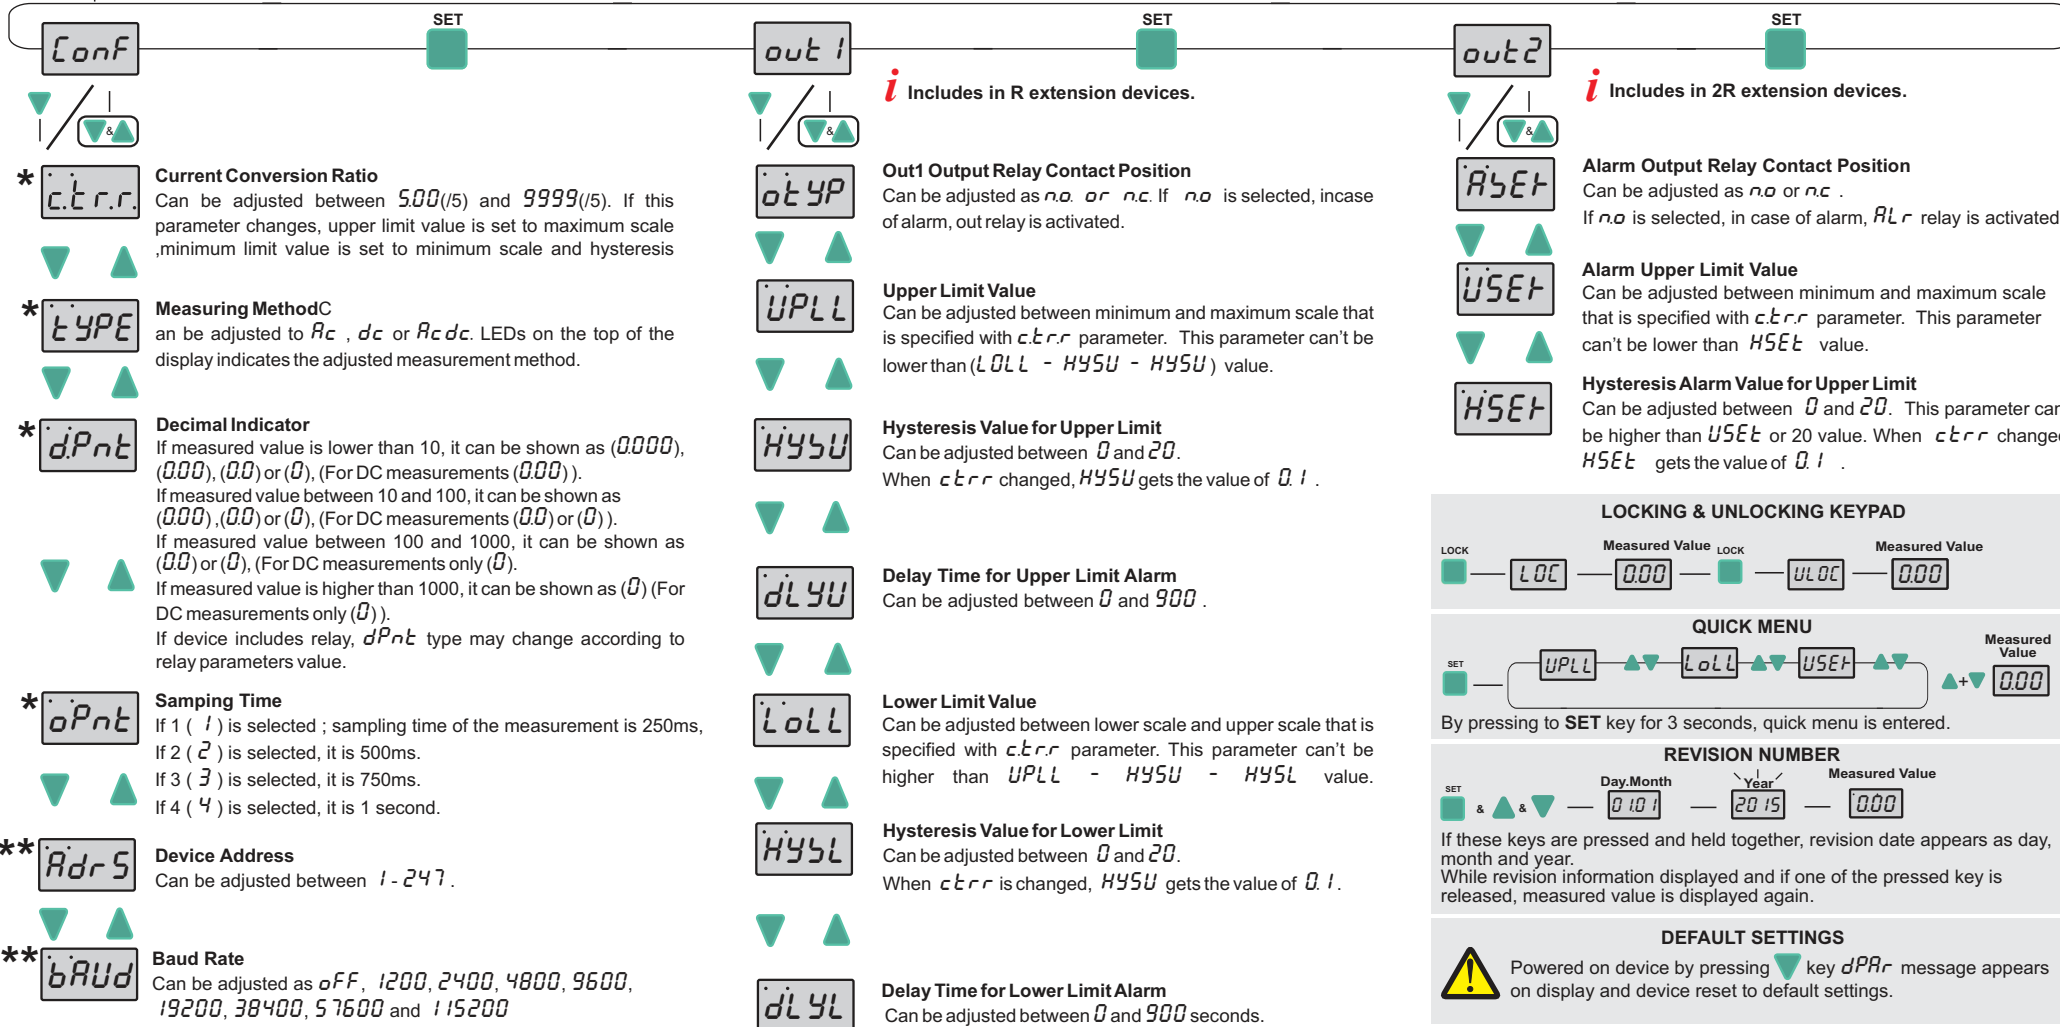 SET
ConF
*
c.t.r.r.
Current Conversion Ratio
Can be adjusted between 5.00(/5) and 9999(/5). If this
parameter changes, upper limit value is set to maximum scale
,minimum limit value is set to minimum scale and hysteresis
*
tYPE
Measuring MethodC
an be adjusted to Ac , dc or Acdc. LEDs on the top of the
display indicates the adjusted measurement method.
*
d.Pnt
Decimal Indicator
If measured value is lower than 10, it can be shown as (0.000),
(0.00), (0.0) or (0), (For DC measurements (0.00) ).
If measured value between 10 and 100, it can be shown as
(0.00) ,(0.0) or (0), (For DC measurements (0.0) or (0) ).
If measured value between 100 and 1000, it can be shown as
(0.0) or (0), (For DC measurements only (0).
If measured value is higher than 1000, it can be shown as (0) (For
DC measurements only (0) ).
If device includes relay, dPnt type may change according to
relay parameters value.
*
oPnt
Samping Time
If 1 ( 1 ) is selected ; sampling time of the measurement is 250ms,
If 2 ( 2 ) is selected, it is 500ms.
If 3 ( 3 ) is selected, it is 750ms.
If 4 ( 4 ) is selected, it is 1 second.
**
AdrS
Device Address
Can be adjusted between 1 - 247 .
**
bAUd
Baud Rate
Can be adjusted as oFF, 1200, 2400, 4800, 9600,
19200, 38400, 57600 and 115200
&
SET
out 1
i Includes in R extension devices.
&
otYP
Out1 Output Relay Contact Position
Can be adjusted as n.o. or n.c. If n.o is selected, incase
of alarm, out relay is activated.
UPLL
Upper Limit Value
Can be adjusted between minimum and maximum scale that
is specified with c.t.r.r parameter. This parameter can't be
lower than (LOLL - HYSU - HYSU ) value.
HYSU
Hysteresis Value for Upper Limit
Can be adjusted between 0 and 20.
When ctrr changed, HYSU gets the value of 0.1 .
dLYU
Delay Time for Upper Limit Alarm
Can be adjusted between 0 and 900 .
LoLL
Lower Limit Value
Can be adjusted between lower scale and upper scale that is
specified with c.t.r.r parameter. This parameter can't be
higher than UPLL - HYSU - HYSL value.
HYSL
Hysteresis Value for Lower Limit
Can be adjusted between 0 and 20.
When ctrr is changed, HYSU gets the value of 0.1.
dLYL
Delay Time for Lower Limit Alarm
Can be adjusted between 0 and 900 seconds.
SET
out2
i Includes in 2R extension devices.
&
ASEt
Alarm Output Relay Contact Position
Can be adjusted as n.o or n.c .
If n.o is selected, in case of alarm, ALr relay is activated
USEt
Alarm Upper Limit Value
Can be adjusted between minimum and maximum scale
that is specified with c.t.r.r parameter. This parameter
can't be lower than HSEt value.
HSEt
Hysteresis Alarm Value for Upper Limit
Can be adjusted between 0 and 20. This parameter can
be higher than USEt or 20 value. When ctrr changed
HSEt gets the value of 0.1 .
LOCKING & UNLOCKING KEYPAD
LOCK LOC Measured Value 0.00 LOCK ULOC Measured Value 0.00
QUICK MENU
SET UPLL LoLL USEt + Measured Value 0.00
By pressing to SET key for 3 seconds, quick menu is entered.
REVISION NUMBER
Day.Month Year Measured Value
SET & & 01.01 2015 0.00
If these keys are pressed and held together, revision date appears as day,
month and year.
While revision information displayed and if one of the pressed key is
released, measured value is displayed again.
DEFAULT SETTINGS
Powered on device by pressing key dPAr message appears
on display and device reset to default settings.